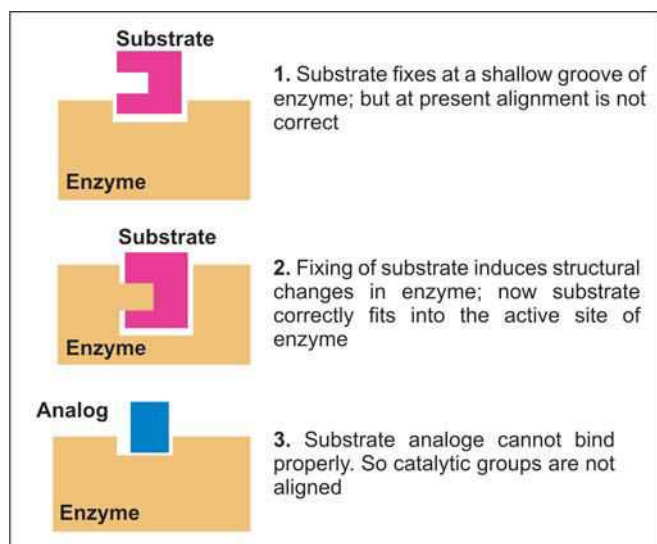 Substrate
1. Substrate fixes at a shallow groove of
enzyme; but at present alignment is not
correct
Enzyme
Substrate
2. Fixing of substrate induces structural
changes in enzyme; now substrate
correctly fits into the active site of
enzyme
Enzyme
Analog
3. Substrate analoge cannot bind
properly. So catalytic groups are not
aligned
Enzyme